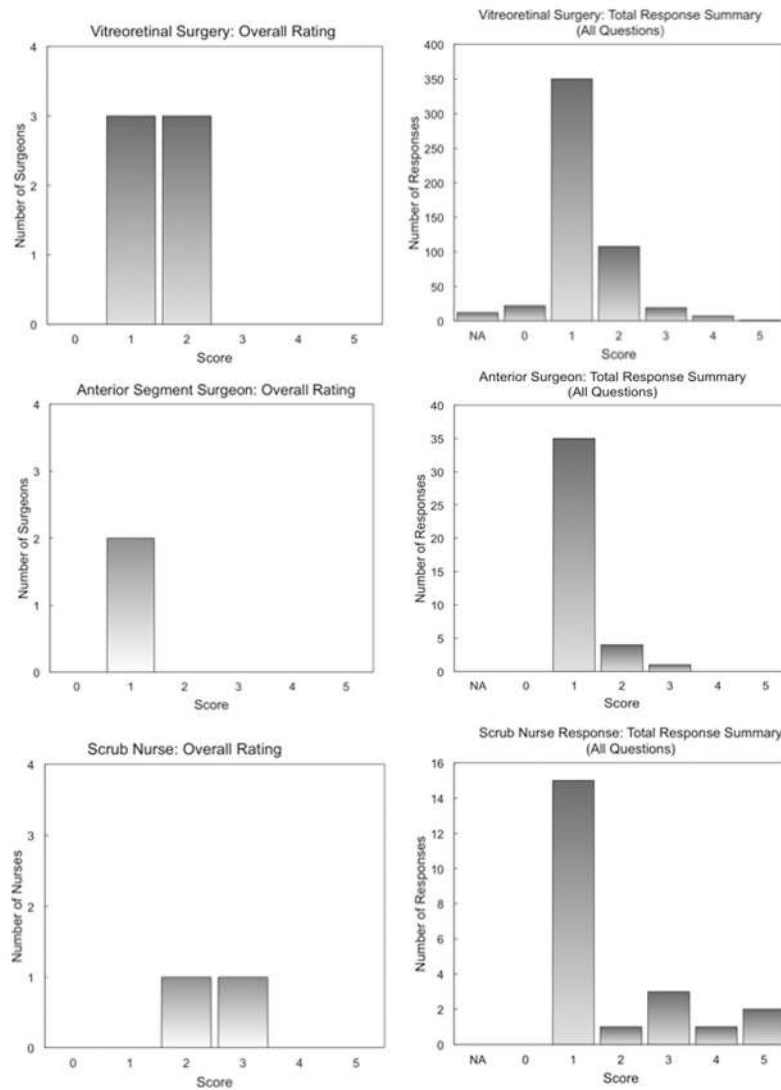 Vitreoretinal Surgery: Overall Rating
4
3
2
1
0
Number of Surgeons
0 1 2 3 4 5
Score
Vitreoretinal Surgery: Total Response Summary
(All Questions)
400
350
300
250
200
150
100
50
0
Number of Responses
NA 0 1 2 3 4 5
Score
Anterior Segment Surgeon: Overall Rating
4
3
2
1
0
Number of Surgeons
0 1 2 3 4 5
Score
Anterior Surgeon: Total Response Summary
(All Questions)
40
35
30
25
20
15
10
5
0
Number of Responses
NA 0 1 2 3 4 5
Score
Scrub Nurse: Overall Rating
4
3
2
1
0
Number of Nurses
0 1 2 3 4 5
Score
Scrub Nurse Response: Total Response Summary
(All Questions)
16
14
12
10
8
6
4
2
0
Number of Responses
NA 0 1 2 3 4 5
Score